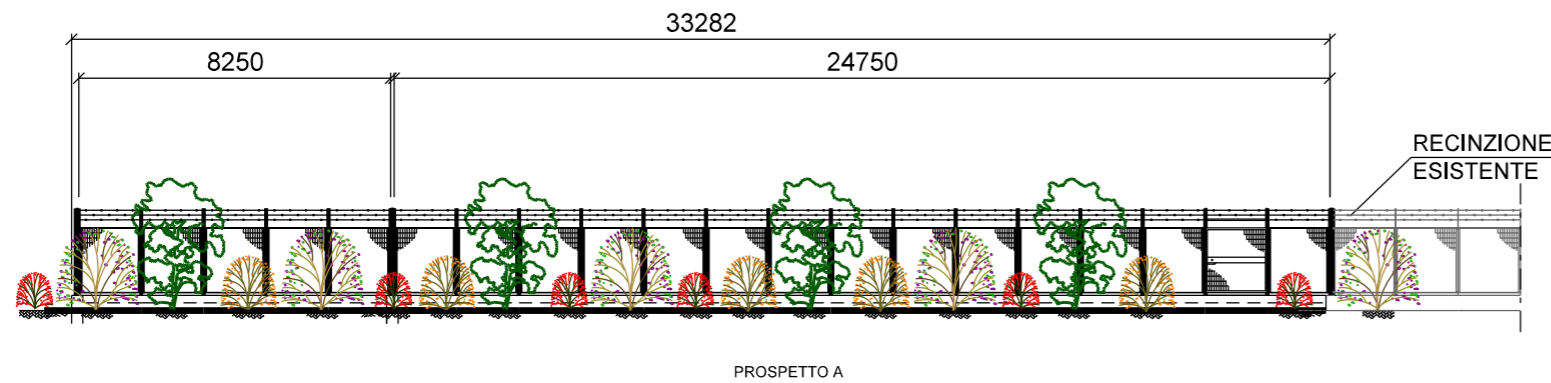 33282
8250
24750
RECINZIONE
ESISTENTE
PROSPETTO A